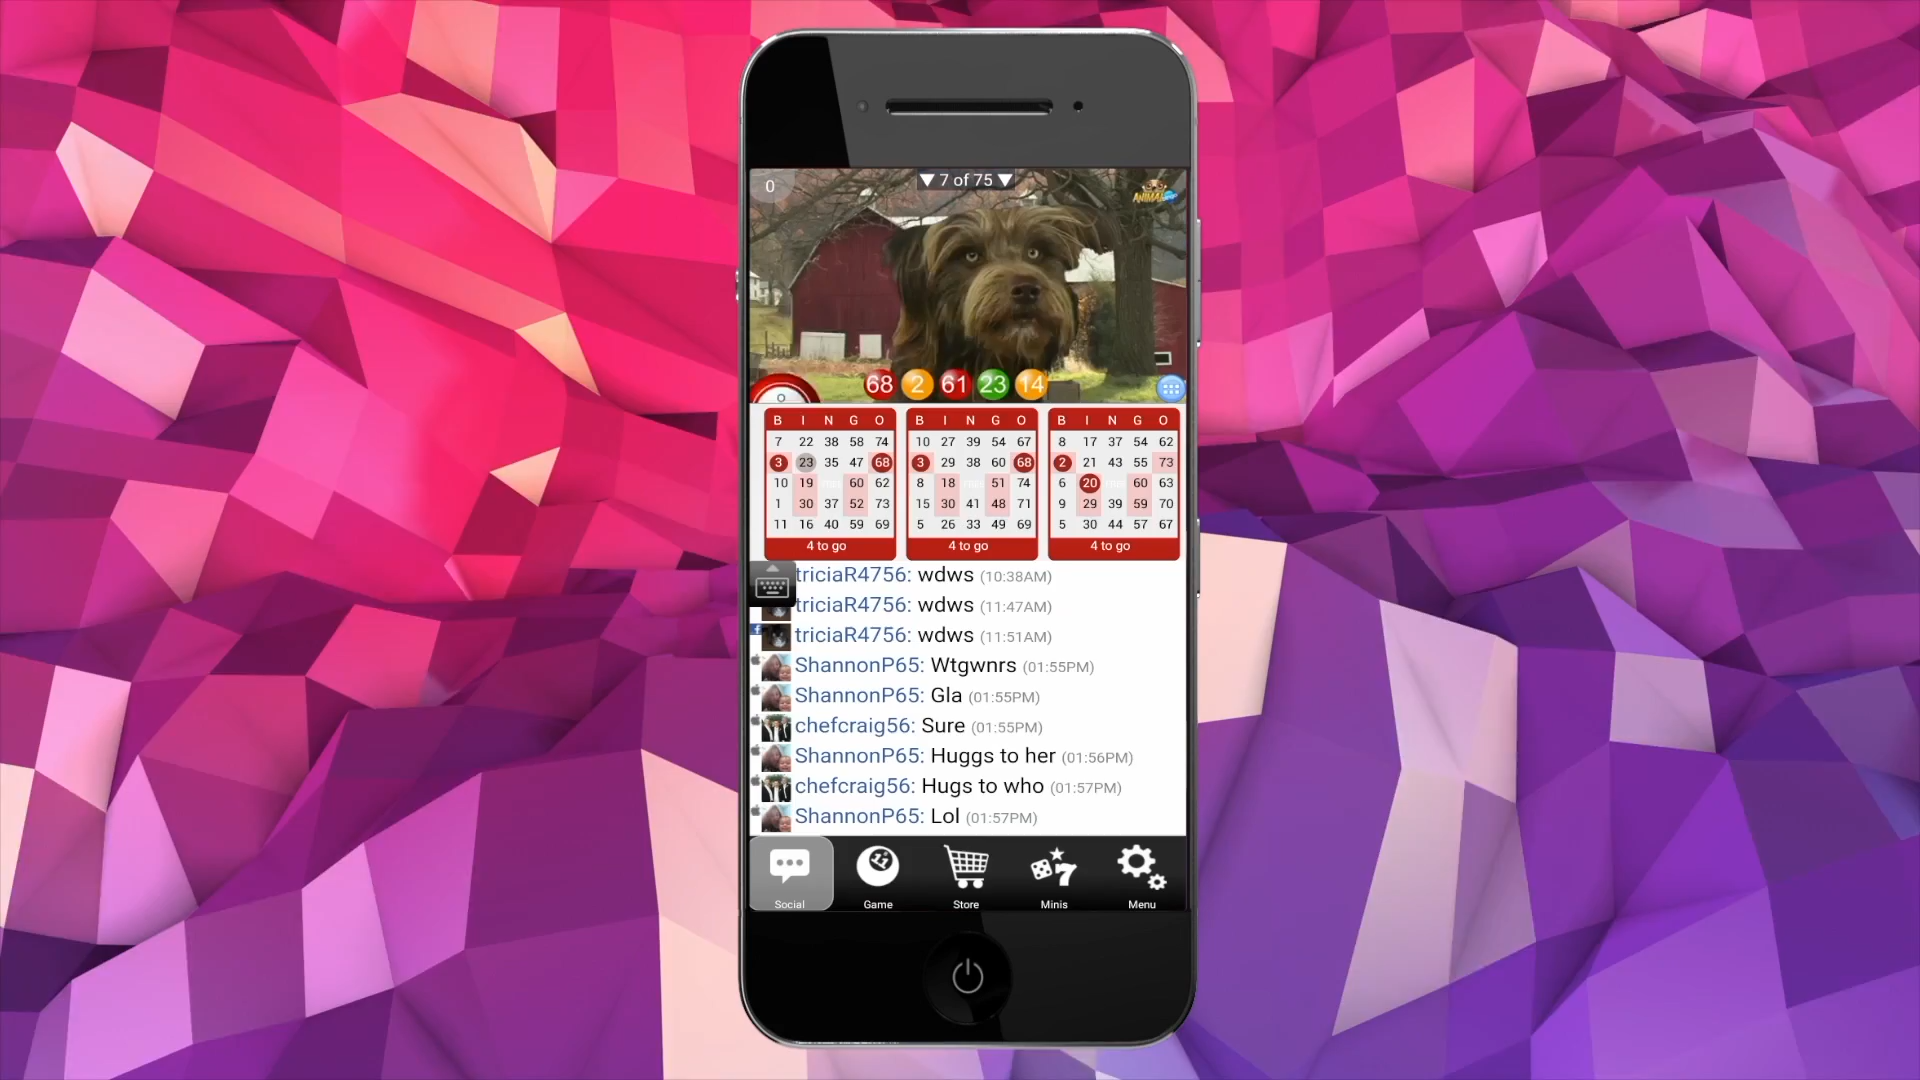 0
▼ 7 of 75 ▼
ANIMAL
68 2 61 23 14
B I N G O
7 22 38 58 74
3 23 35 47 68
10 19 60 62
1 30 37 52 73
11 16 40 59 69
4 to go
B I N G O
10 27 39 54 67
3 29 38 60 68
8 18 51 74
15 30 41 48 71
5 26 33 49 69
4 to go
B I N G O
8 17 37 54 62
2 21 43 55 73
6 20 60 63
9 29 39 59 70
5 30 44 57 67
4 to go
triciaR4756: wdws (10:38AM)
triciaR4756: wdws (11:47AM)
triciaR4756: wdws (11:51AM)
ShannonP65: Wtgwnrs (01:55PM)
ShannonP65: Gla (01:55PM)
chefcraig56: Sure (01:55PM)
ShannonP65: Huggs to her (01:56PM)
chefcraig56: Hugs to who (01:57PM)
ShannonP65: Lol (01:57PM)
Social Game Store Minis Menu